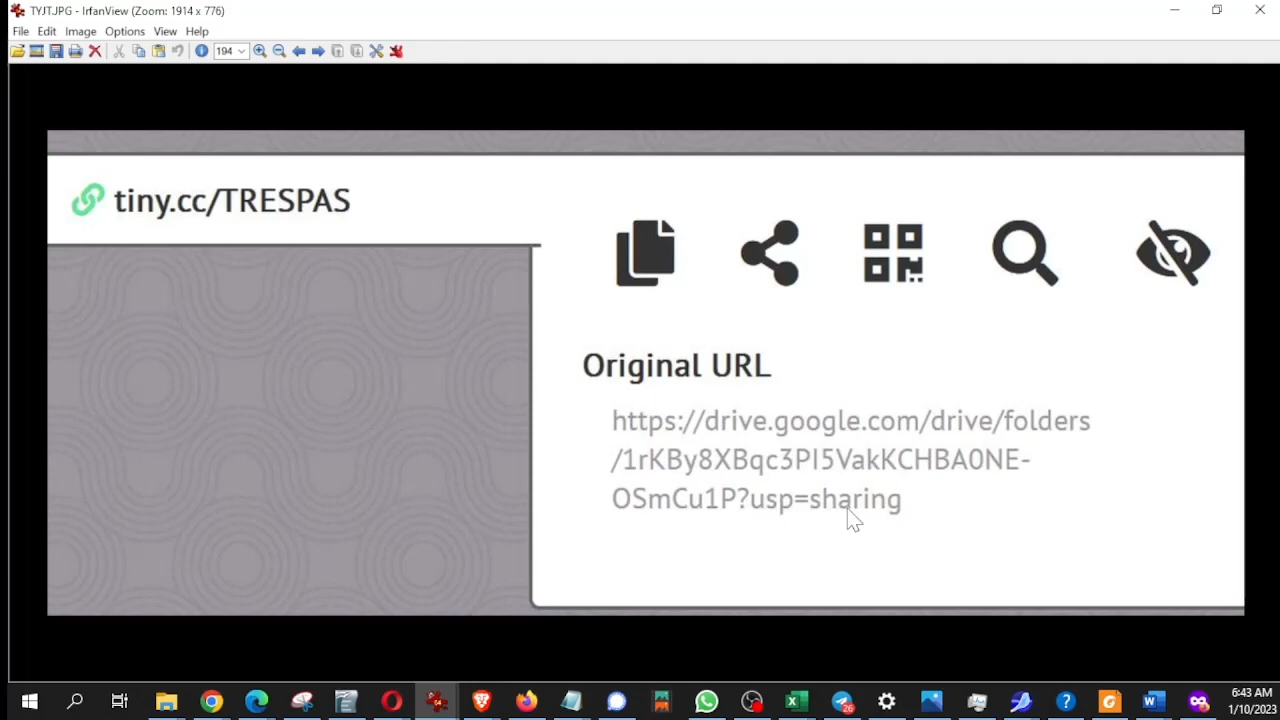 TYJT.JPG - IrfanView (Zoom: 1914 x 776)
File Edit Image Options View Help
194
tiny.cc/TRESPAS
Original URL
https://drive.google.com/drive/folders
/1rKBy8XBqc3PI5VakKCHBA0NE-
OSmCu1P?usp=sharing
26
6:43 AM
1/10/2023